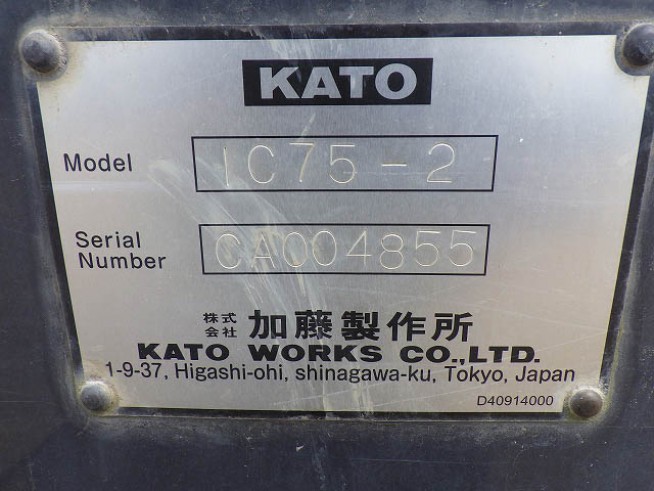 KATO
Model IC75-2
Serial Number CA004855
株式会社 加藤製作所
KATO WORKS CO.,LTD.
1-9-37, Higashi-ohi, shinagawa-ku, Tokyo, Japan
D40914000